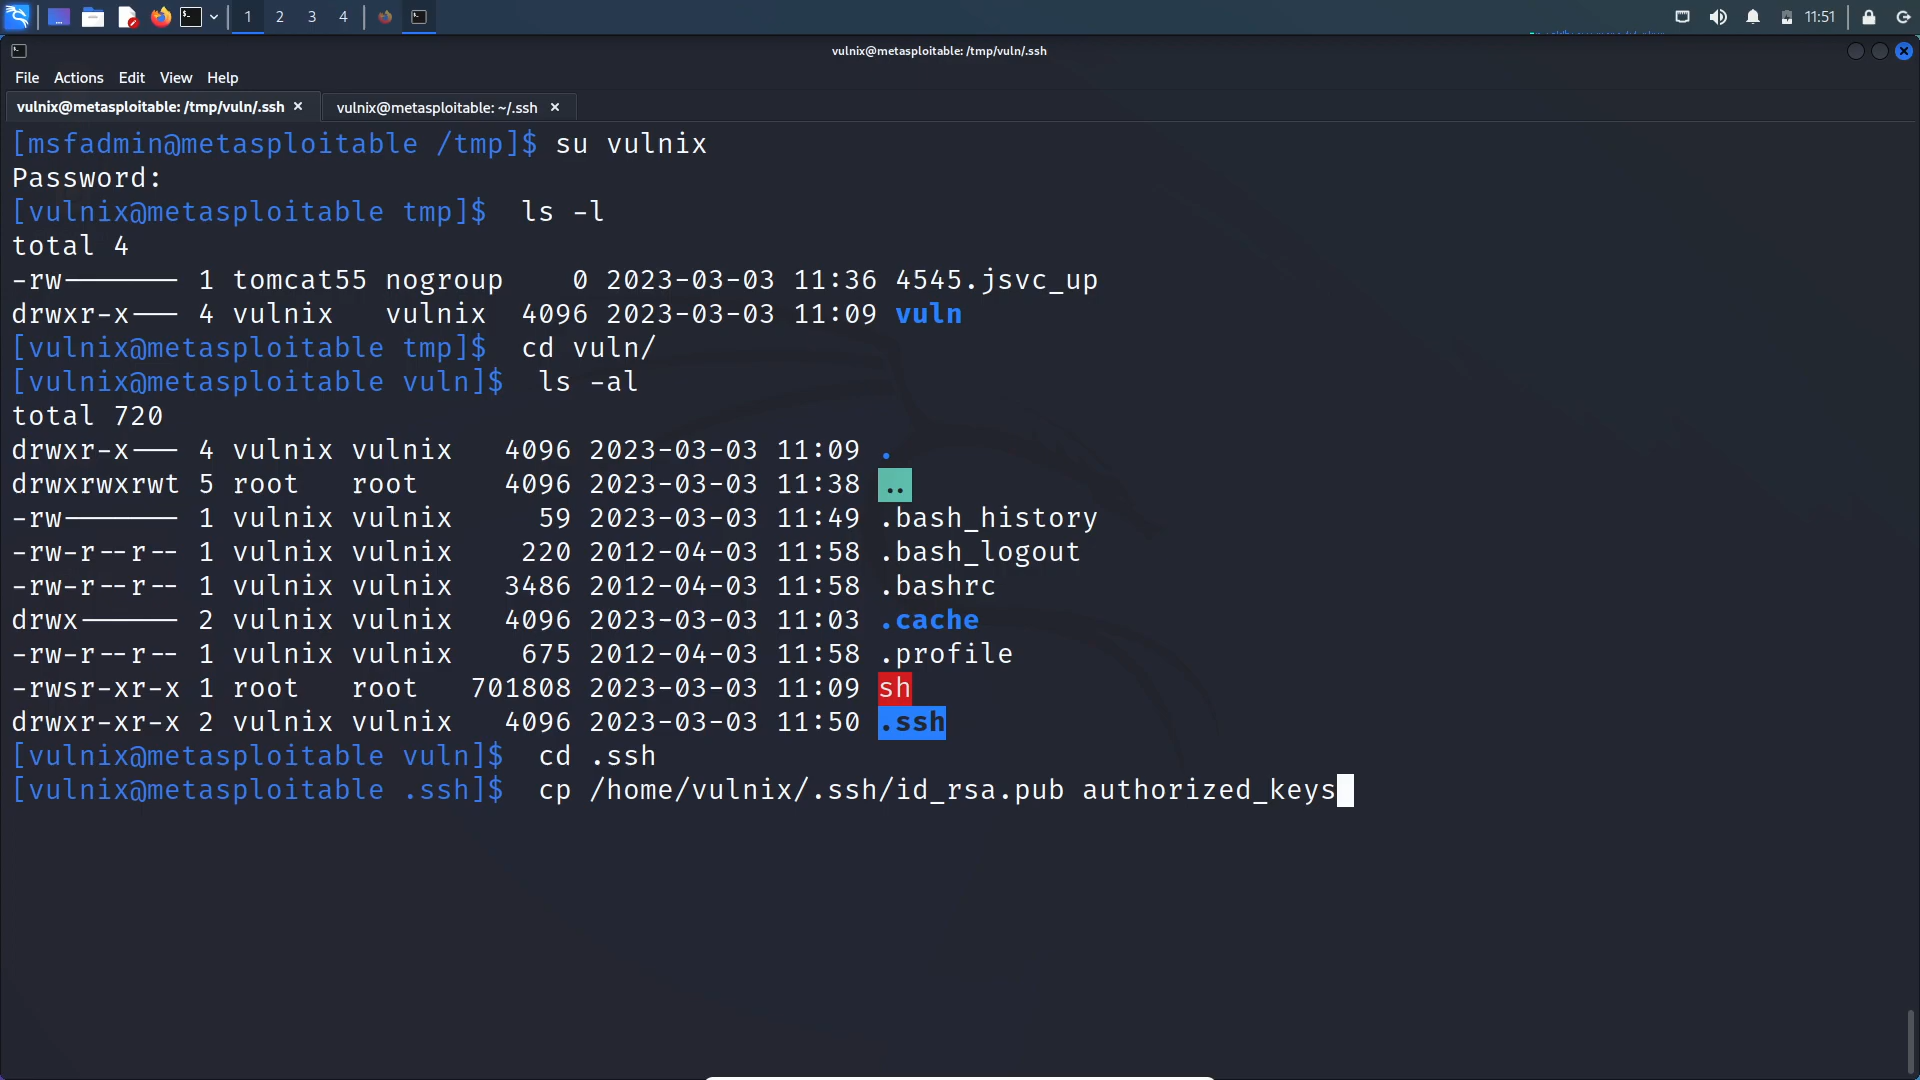 1 2 3 4 11:51
vulnix@metasploitable: /tmp/vuln/.ssh
File Actions Edit View Help
vulnix@metasploitable: /tmp/vuln/.ssh × vulnix@metasploitable: ~/.ssh ×
[msfadmin@metasploitable /tmp]$ su vulnix
Password:
[vulnix@metasploitable tmp]$  ls -l
total 4
-rw------- 1 tomcat55 nogroup    0 2023-03-03 11:36 4545.jsvc_up
drwxr-x--- 4 vulnix   vulnix  4096 2023-03-03 11:09 vuln
[vulnix@metasploitable tmp]$  cd vuln/
[vulnix@metasploitable vuln]$  ls -al
total 720
drwxr-x--- 4 vulnix vulnix   4096 2023-03-03 11:09 .
drwxrwxrwt 5 root   root     4096 2023-03-03 11:38 ..
-rw------- 1 vulnix vulnix     59 2023-03-03 11:49 .bash_history
-rw-r--r-- 1 vulnix vulnix    220 2012-04-03 11:58 .bash_logout
-rw-r--r-- 1 vulnix vulnix   3486 2012-04-03 11:58 .bashrc
drwx------ 2 vulnix vulnix   4096 2023-03-03 11:03 .cache
-rw-r--r-- 1 vulnix vulnix    675 2012-04-03 11:58 .profile
-rwsr-xr-x 1 root   root   701808 2023-03-03 11:09 sh
drwxr-xr-x 2 vulnix vulnix   4096 2023-03-03 11:50 .ssh
[vulnix@metasploitable vuln]$  cd .ssh
[vulnix@metasploitable .ssh]$  cp /home/vulnix/.ssh/id_rsa.pub authorized_keys